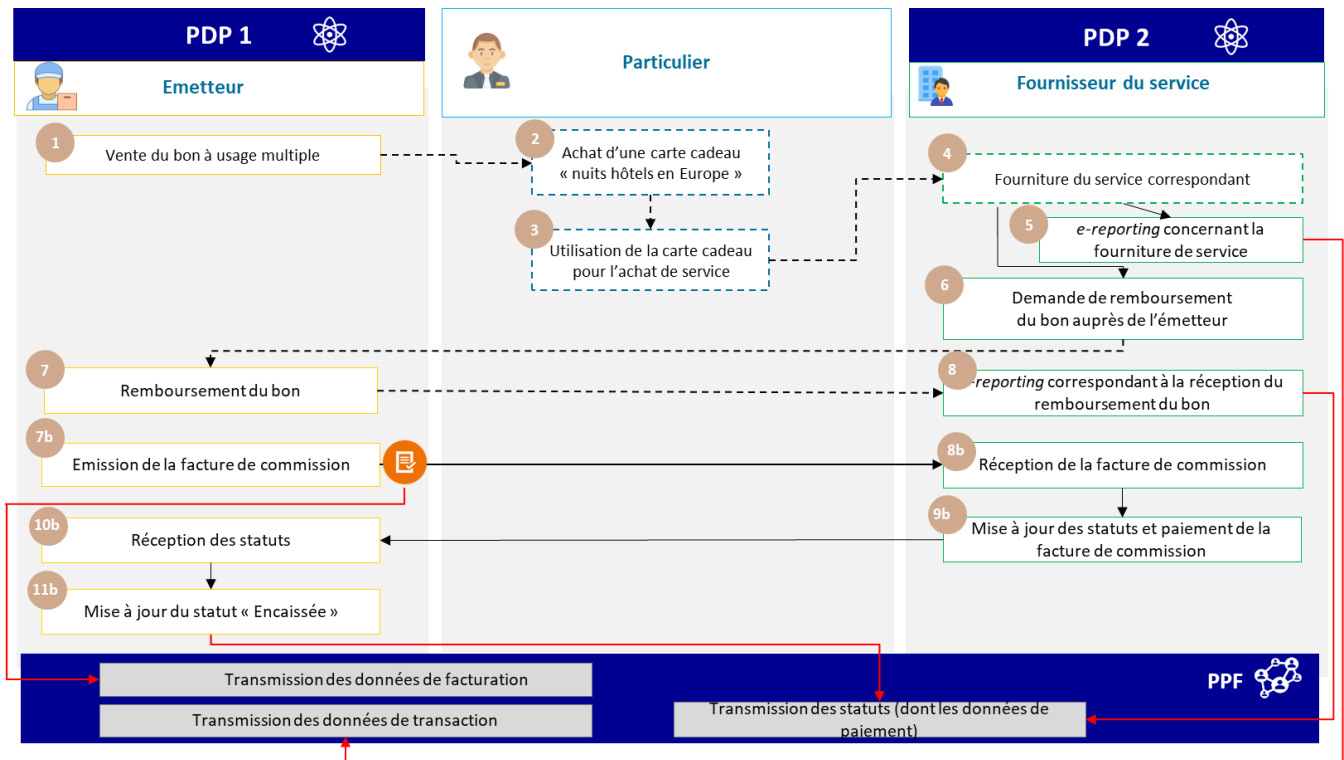 PDP 1
Emetteur
Particulier
PDP 2
Fournisseur du service
1
Vente du bon à usage multiple
2
Achat d’une carte cadeau
« nuits hôtels en Europe »
3
Utilisation de la carte cadeau
pour l’achat de service
4
Fourniture du service correspondant
5
e-reporting concernant la
fourniture de service
6
Demande de remboursement
du bon auprès de l’émetteur
7
Remboursement du bon
8
-reporting correspondant à la réception du
remboursement du bon
7b
Emission de la facture de commission
8b
Réception de la facture de commission
9b
Mise à jour des statuts et paiement de la
facture de commission
10b
Réception des statuts
11b
Mise à jour du statut « Encaissée »
PPF
Transmission des données de facturation
Transmission des données de transaction
Transmission des statuts (dont les données de
paiement)